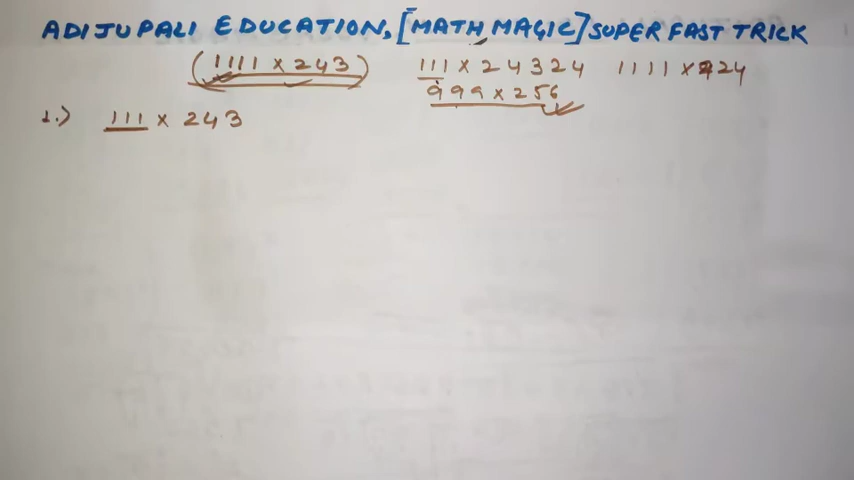 ADIJUPALI EDUCATION, [MATH MAGIC] SUPER FAST TRICK
(1111 x 243) 111 x 24324 1111 x 24
999 x 256
1.) 111 x 243